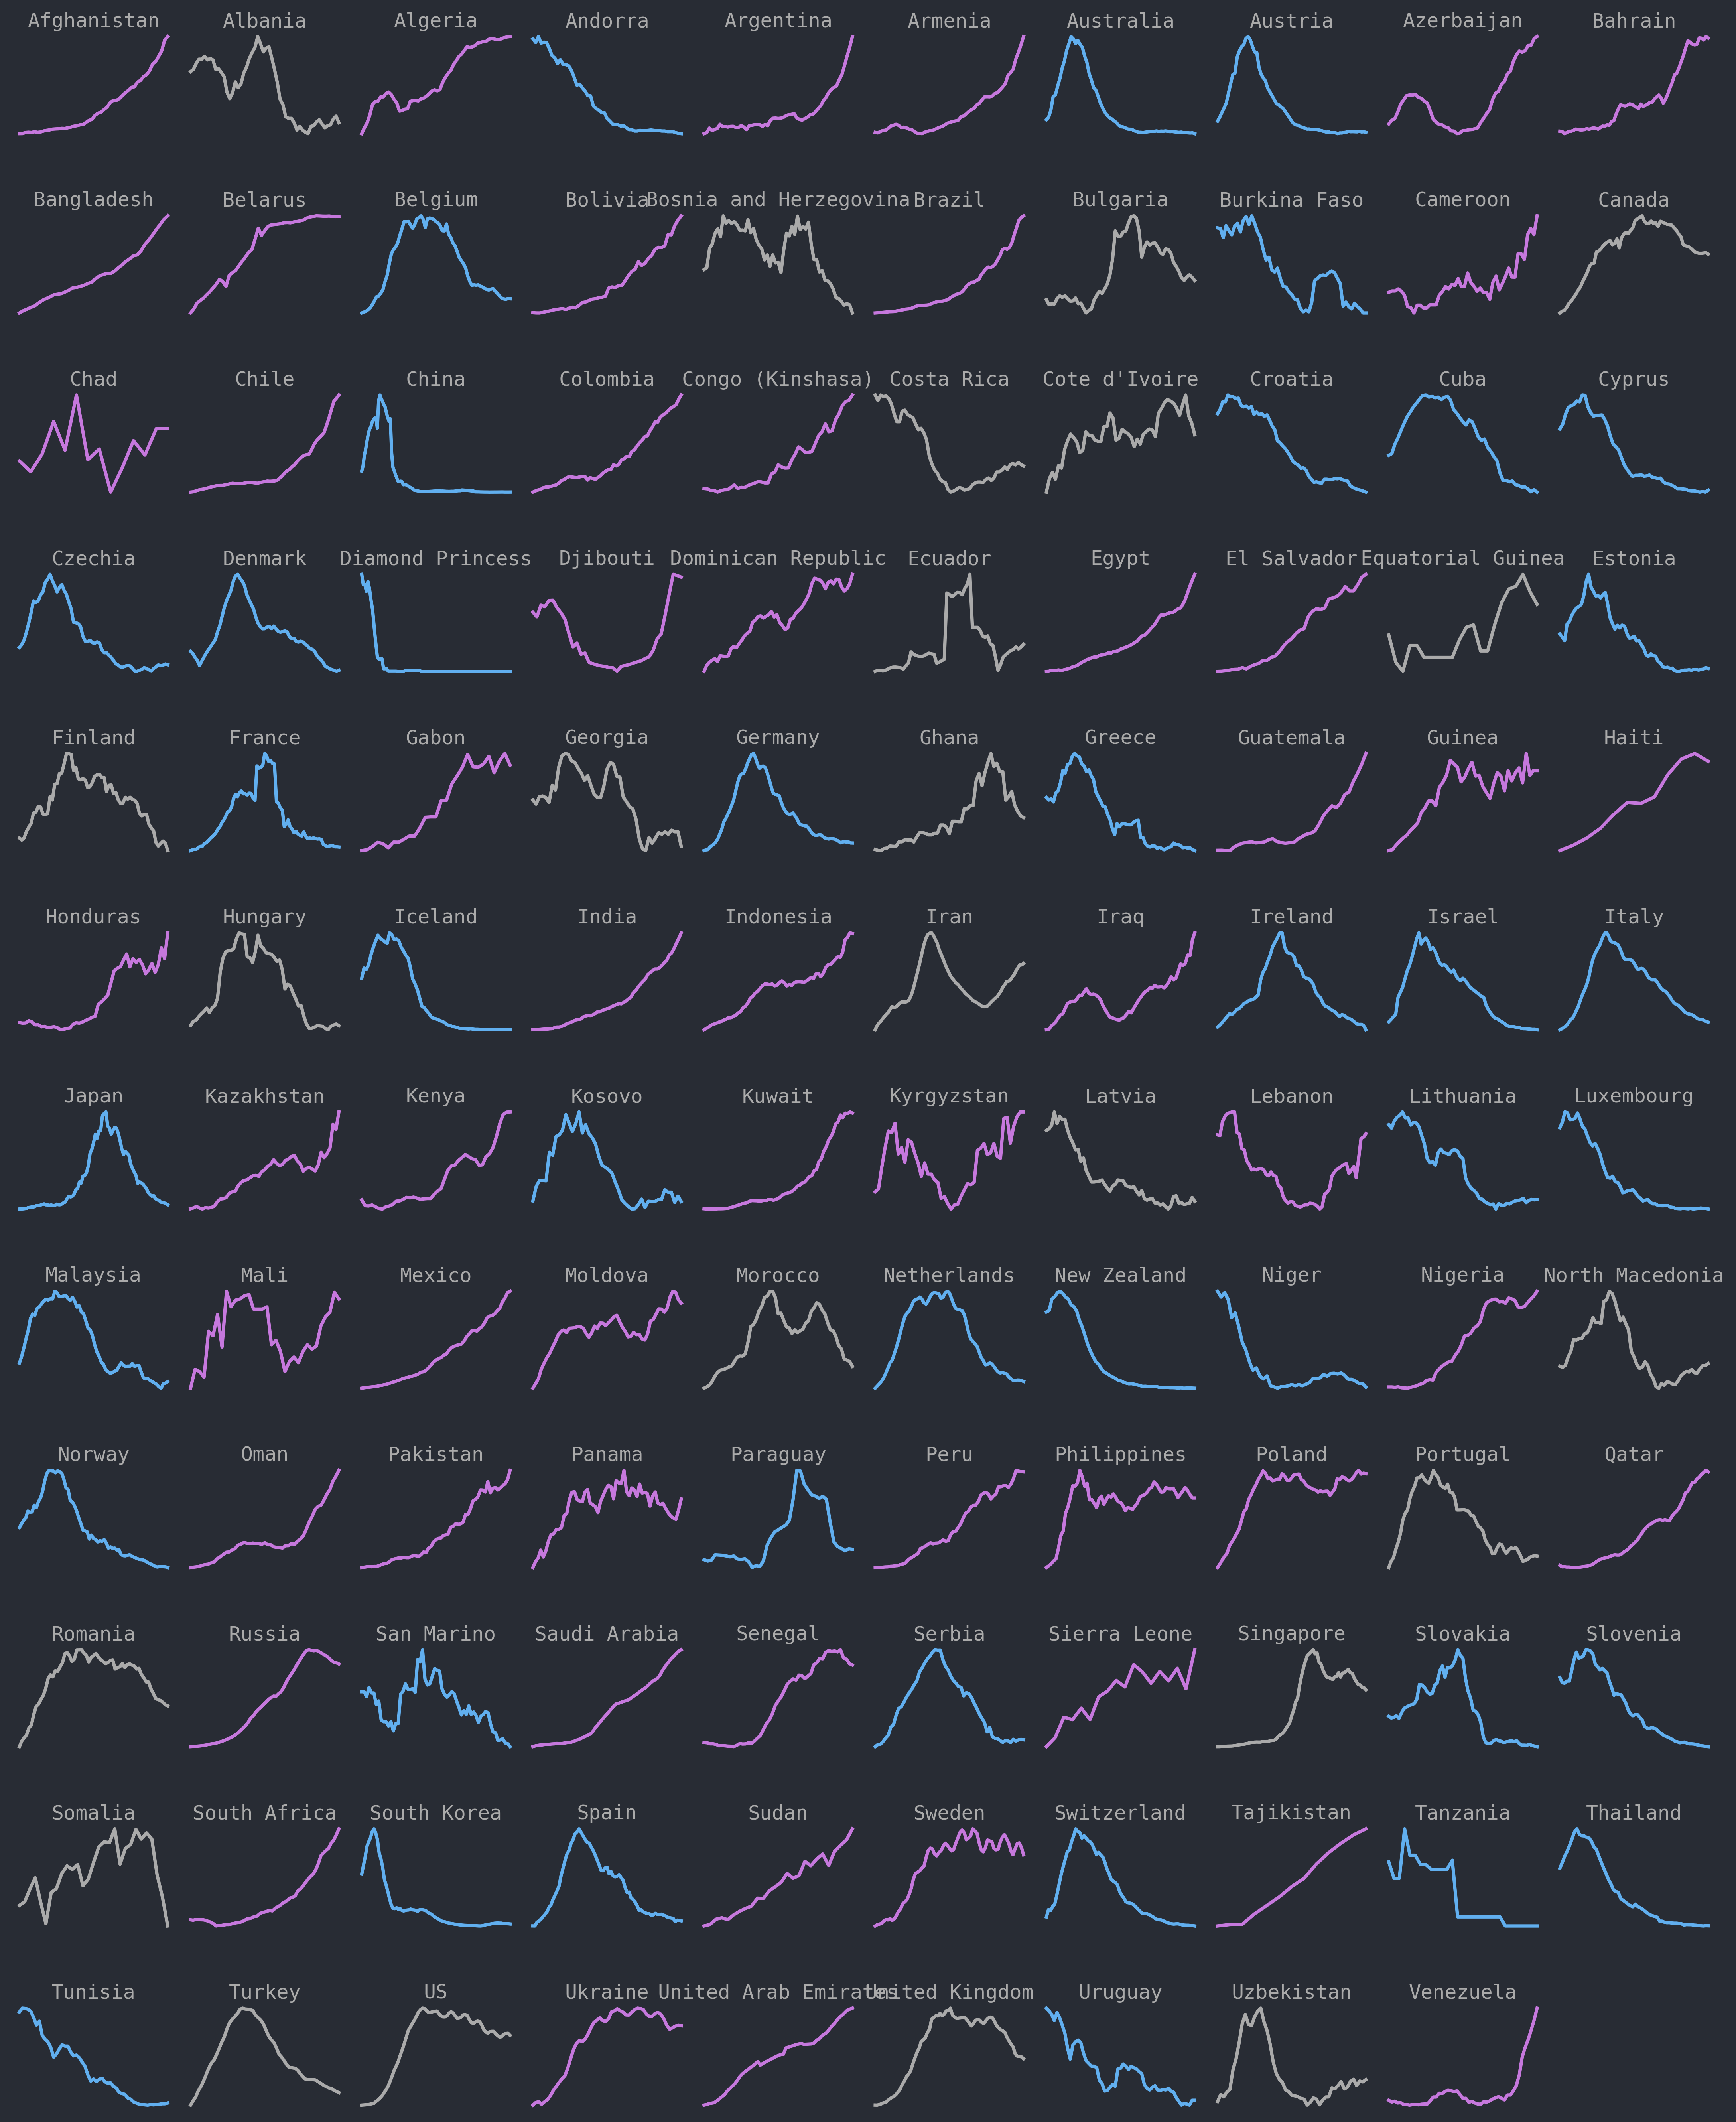 Afghanistan Albania Algeria Andorra Argentina Armenia Australia Austria Azerbaijan Bahrain
Bangladesh Belarus Belgium Bolivia Bosnia and Herzegovina Brazil Bulgaria Burkina Faso Cameroon Canada
Chad Chile China Colombia Congo (Kinshasa) Costa Rica Cote d'Ivoire Croatia Cuba Cyprus
Czechia Denmark Diamond Princess Djibouti Dominican Republic Ecuador Egypt El Salvador Equatorial Guinea Estonia
Finland France Gabon Georgia Germany Ghana Greece Guatemala Guinea Haiti
Honduras Hungary Iceland India Indonesia Iran Iraq Ireland Israel Italy
Japan Kazakhstan Kenya Kosovo Kuwait Kyrgyzstan Latvia Lebanon Lithuania Luxembourg
Malaysia Mali Mexico Moldova Morocco Netherlands New Zealand Niger Nigeria North Macedonia
Norway Oman Pakistan Panama Paraguay Peru Philippines Poland Portugal Qatar
Romania Russia San Marino Saudi Arabia Senegal Serbia Sierra Leone Singapore Slovakia Slovenia
Somalia South Africa South Korea Spain Sudan Sweden Switzerland Tajikistan Tanzania Thailand
Tunisia Turkey US Ukraine United Arab Emirates United Kingdom Uruguay Uzbekistan Venezuela